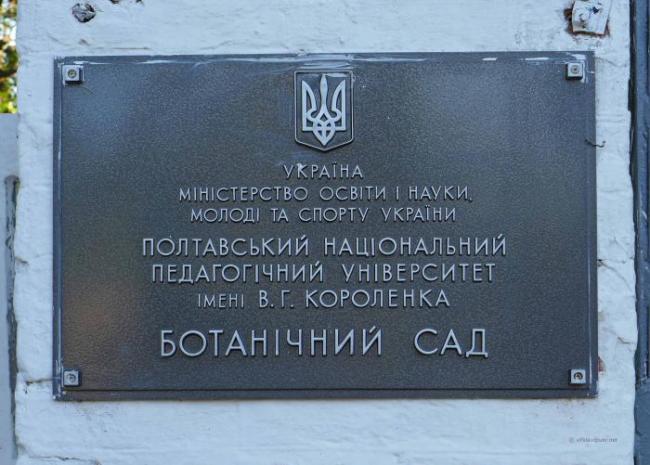 УКРАЇНА
МІНІСТЕРСТВО ОСВІТИ І НАУКИ,
МОЛОДІ ТА СПОРТУ УКРАЇНИ
ПОЛТАВСЬКИЙ НАЦІОНАЛЬНИЙ
ПЕДАГОГІЧНИЙ УНІВЕРСИТЕТ
ІМЕНІ В. Г. КОРОЛЕНКА
БОТАНІЧНИЙ САД